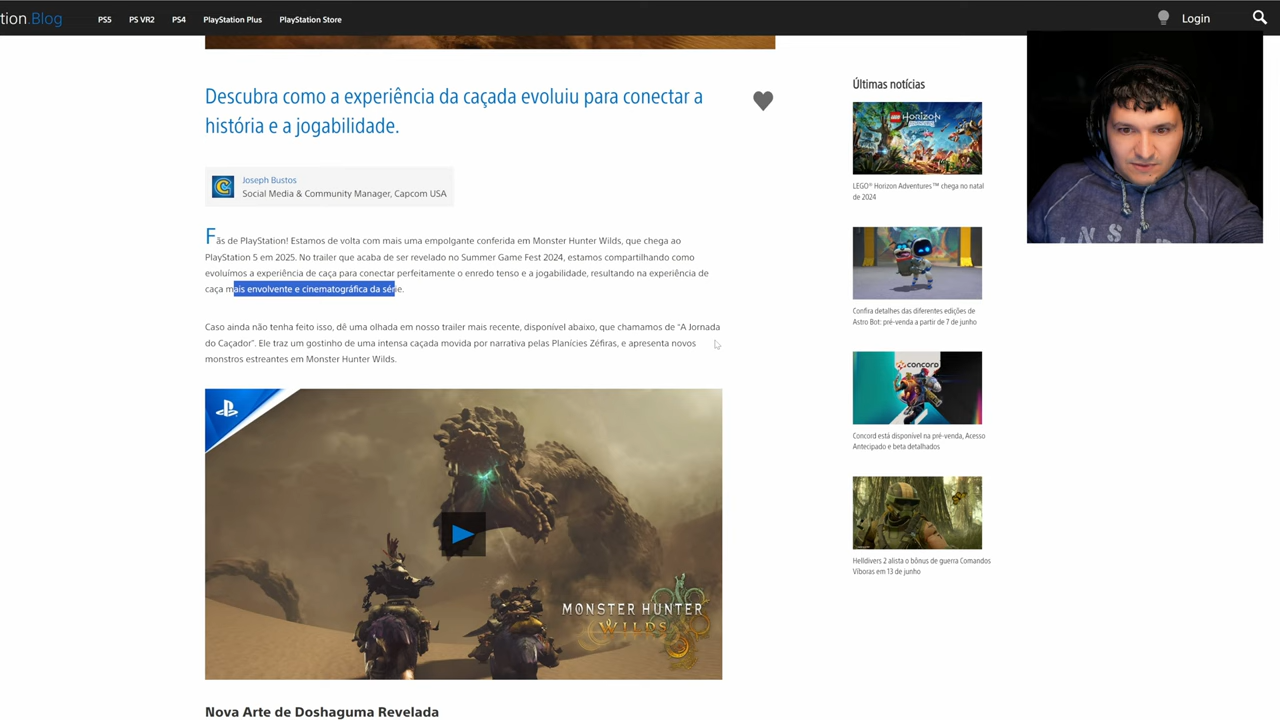 tion.Blog
PS5
PS VR2
PS4
PlayStation Plus
PlayStation Store
Login
Descubra como a experiência da caçada evoluiu para conectar a
história e a jogabilidade.
Joseph Bustos
Social Media & Community Manager, Capcom USA
Fãs de PlayStation! Estamos de volta com mais uma empolgante conferida em Monster Hunter Wilds, que chega ao
PlayStation 5 em 2025. No trailer que acaba de ser revelado no Summer Game Fest 2024, estamos compartilhando como
evoluímos a experiência de caça para conectar perfeitamente o enredo tenso e a jogabilidade, resultando na experiência de
caça mais envolvente e cinematográfica da série.
Caso ainda não tenha feito isso, dê uma olhada em nosso trailer mais recente, disponível abaixo, que chamamos de “A Jornada
do Caçador”. Ele traz um gostinho de uma intensa caçada movida por narrativa pelas Planícies Zéfiras, e apresenta novos
monstros estreantes em Monster Hunter Wilds.
MONSTER HUNTER
WILDS
Nova Arte de Doshaguma Revelada
Últimas notícias
LEGO HORIZON
ADVENTURES
LEGO® Horizon Adventures™ chega no natal
de 2024
Confira detalhes das diferentes edições de
Astro Bot: pré-venda a partir de 7 de junho
CONCORD
Concord está disponível na pré-venda, Acesso
Antecipado e beta detalhados
Helldivers 2 alista o bônus de guerra Comandos
Víboras em 13 de junho